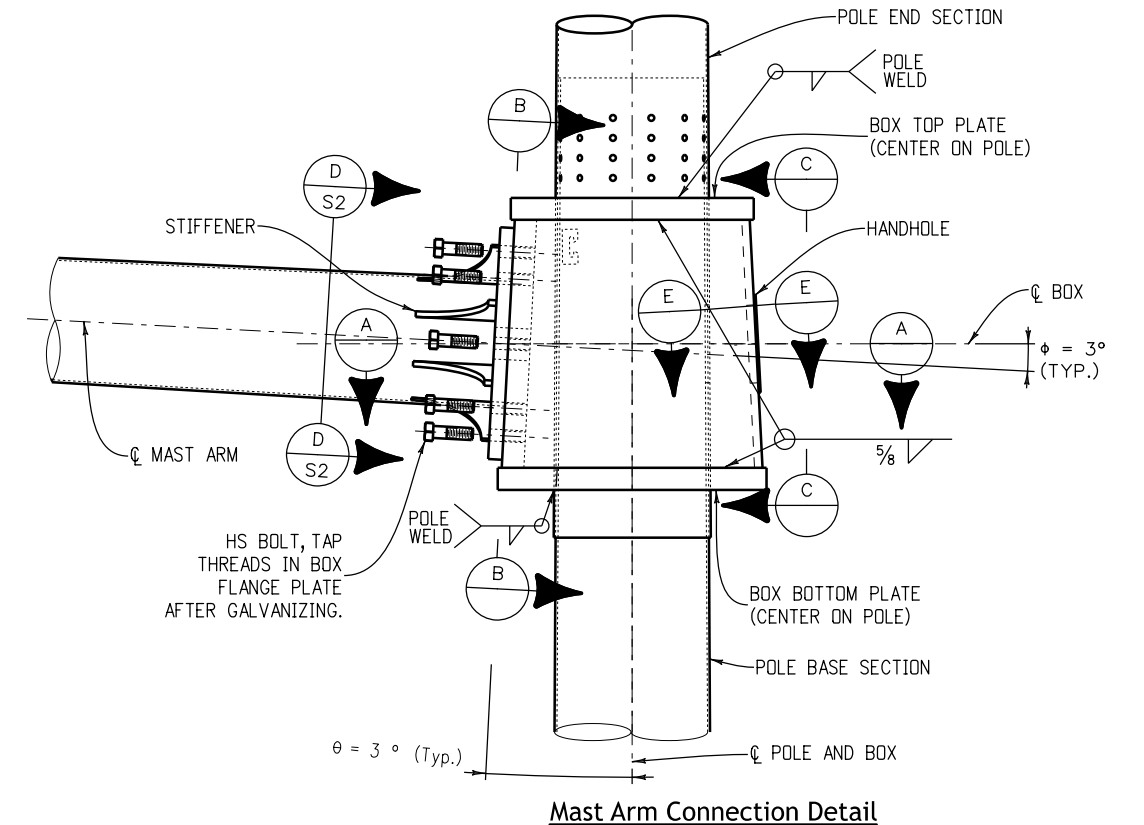 POLE END SECTION
POLE
WELD
B
BOX TOP PLATE
(CENTER ON POLE)
D
S2
C
STIFFENER
HANDHOLE
E
E
℄ BOX
A
A
ϕ = 3°
(TYP.)
℄ MAST ARM
D
S2
5/8
C
POLE
WELD
HS BOLT, TAP
THREADS IN BOX
FLANGE PLATE
AFTER GALVANIZING.
B
BOX BOTTOM PLATE
(CENTER ON POLE)
POLE BASE SECTION
θ = 3 ° (Typ.)
℄ POLE AND BOX
Mast Arm Connection Detail